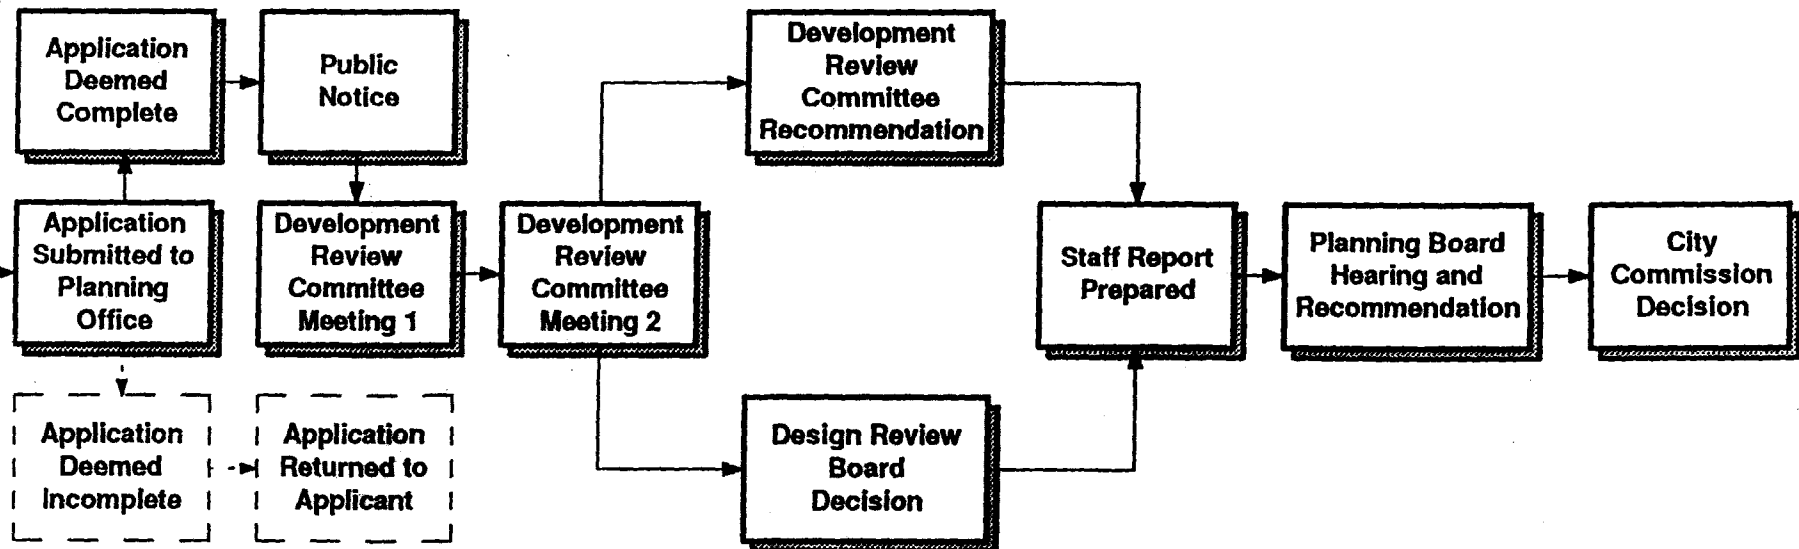 Application
Deemed
Complete
Public
Notice
Development
Review
Committee
Recommendation
Application
Submitted to
Planning
Office
Development
Review
Committee
Meeting 1
Development
Review
Committee
Meeting 2
Staff Report
Prepared
Planning Board
Hearing and
Recommendation
City
Commission
Decision
Application
Deemed
Incomplete
Application
Returned to
Applicant
Design Review
Board
Decision